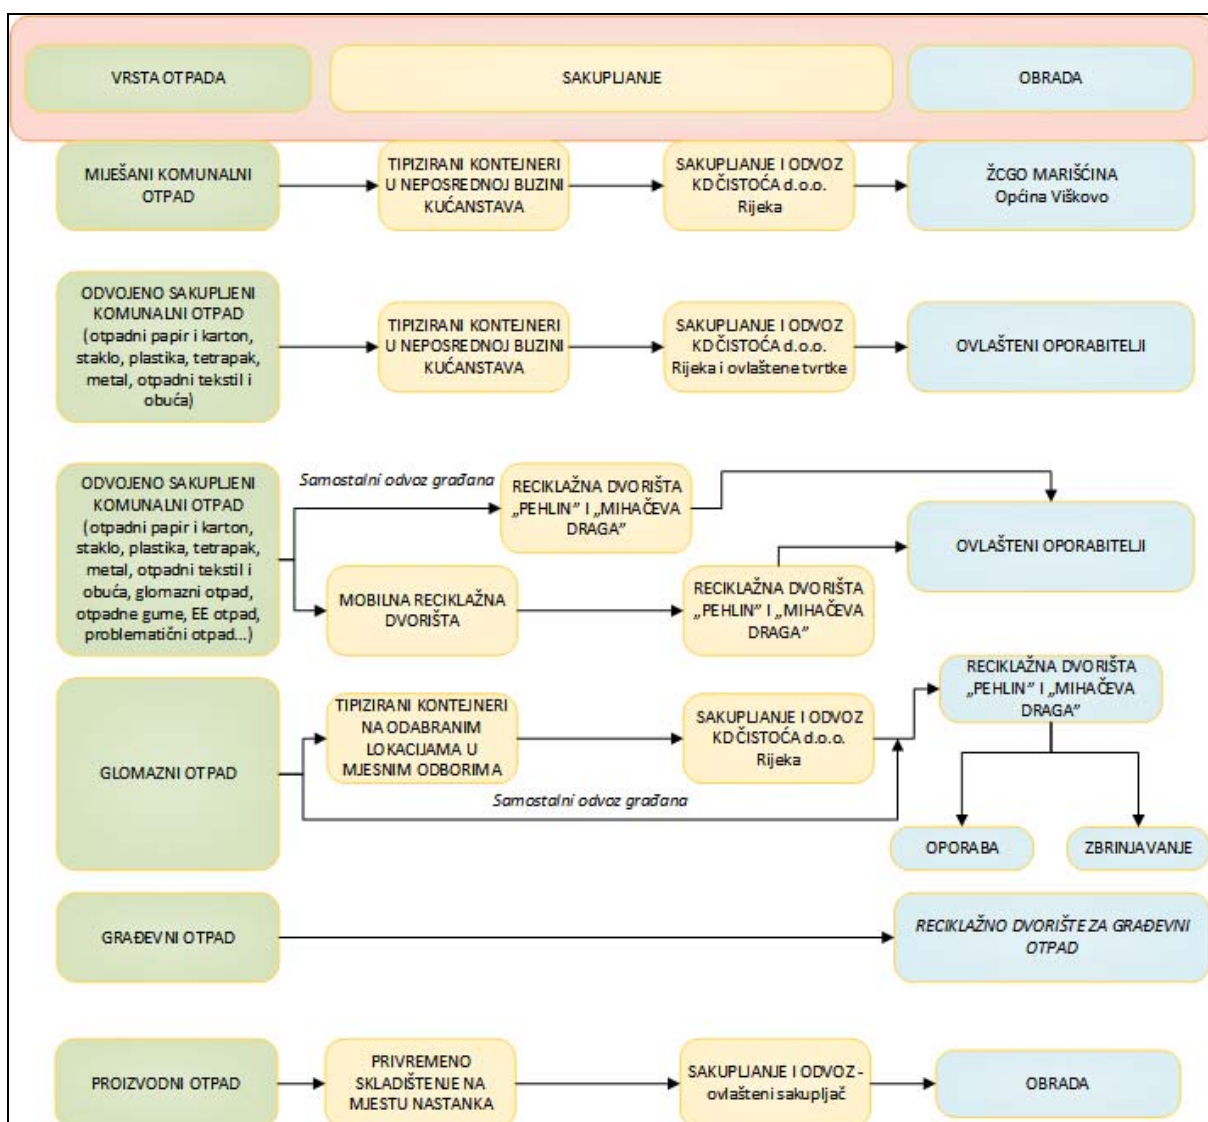 VRSTA OTPADA
SAKUPLJANJE
OBRADA
MIJEŠANI KOMUNALNI
OTPAD
TIPIZIRANI KONTEJNERI
U NEPOSREDNOJ BLIZINI
KUĆANSTAVA
SAKUPLJANJE I ODVOZ
KD ČISTOĆA d.o.o.
Rijeka
ŽCGO MARIŠĆINA
Općina Viškovo
ODVOJENO SAKUPLJENI
KOMUNALNI OTPAD
(otpadni papir i karton,
staklo, plastika, tetrapak,
metal, otpadni tekstil i
obuća)
TIPIZIRANI KONTEJNERI
U NEPOSREDNOJ BLIZINI
KUĆANSTAVA
SAKUPLJANJE I ODVOZ
KD ČISTOĆA d.o.o.
Rijeka i ovlaštene tvrtke
OVLAŠTENI OPORABITELJI
ODVOJENO SAKUPLJENI
KOMUNALNI OTPAD
(otpadni papir i karton,
staklo, plastika, tetrapak,
metal, otpadni tekstil i
obuća, glomazni otpad,
otpadne gume, EE otpad,
problematični otpad...)
Samostalni odvoz građana
RECIKLAŽNA DVORIŠTA
„PEHLIN” I „MIHAČEVA
DRAGA”
MOBILNA RECIKLAŽNA
DVORIŠTA
RECIKLAŽNA DVORIŠTA
„PEHLIN” I „MIHAČEVA
DRAGA”
OVLAŠTENI OPORABITELJI
GLOMAZNI OTPAD
TIPIZIRANI KONTEJNERI
NA ODABRANIM
LOKACIJAMA U
MJESNIM ODBORIMA
SAKUPLJANJE I ODVOZ
KD ČISTOĆA d.o.o.
Rijeka
Samostalni odvoz građana
RECIKLAŽNA DVORIŠTA
„PEHLIN” I „MIHAČEVA
DRAGA”
OPORABA
ZBRINJAVANJE
GRAĐEVNI OTPAD
RECIKLAŽNO DVORIŠTE ZA GRAĐEVNI
OTPAD
PROIZVODNI OTPAD
PRIVREMENO
SKLADIŠTENJE NA
MJESTU NASTANKA
SAKUPLJANJE I ODVOZ -
ovlašteni sakupljač
OBRADA